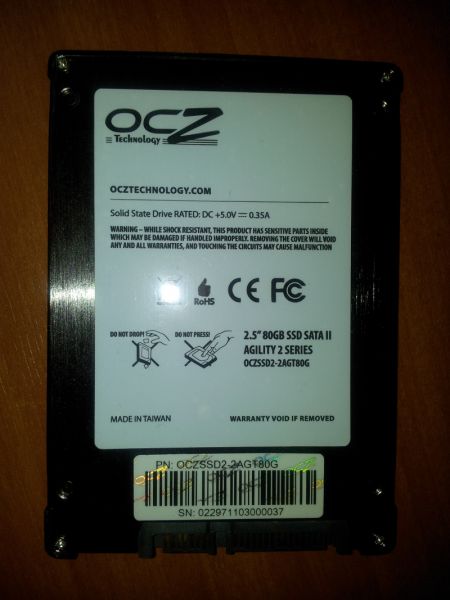 OCZ
Technology
OCZTECHNOLOGY.COM
Solid State Drive RATED: DC +5.0V ⎓ 0.35A
WARNING – WHILE SHOCK RESISTANT, THIS PRODUCT HAS SENSITIVE PARTS INSIDE
WHICH MAY BE DAMAGED IF HANDLED IMPROPERLY. REMOVING THE COVER WILL VOID
ANY AND ALL WARRANTIES, AND TOUCHING THE CIRCUITS MAY CAUSE MALFUNCTION
RoHS CE FC
DO NOT DROP! DO NOT PRESS!
2.5" 80GB SSD SATA II
AGILITY 2 SERIES
OCZSSD2-2AGT80G
MADE IN TAIWAN WARRANTY VOID IF REMOVED
PN: OCZSSD2-2AGT80G
SN: 022971103000037